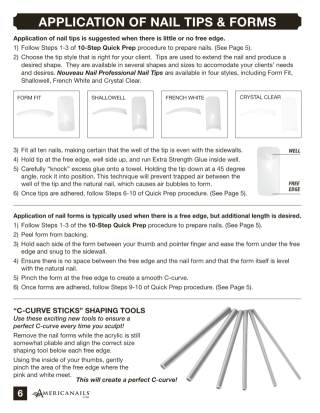 APPLICATION OF NAIL TIPS & FORMS
Application of nail tips is suggested when there is little or no free edge.
1) Follow Steps 1-3 of 10-Step Quick Prep procedure to prepare nails. (See Page 5).
2) Choose the tip style that is right for your client. Tips are used to extend the nail and produce a
desired shape. They are available in several shapes and sizes to accomodate your clients' needs
and desires. Nouveau Nail Professional Nail Tips are available in four styles, including Form Fit,
Shallowell, French White and Crystal Clear.
FORM FIT
SHALLOWELL
FRENCH WHITE
CRYSTAL CLEAR
3) Fit all ten nails, making certain that the well of the tip is even with the sidewalls.
4) Hold tip at the free edge, well side up, and run Extra Strength Glue inside well.
5) Carefully "knock" excess glue onto a towel. Holding the tip down at a 45 degree
angle, rock it into position. This technique will prevent trapped air between the
well of the tip and the natural nail, which causes air bubbles to form.
6) Once tips are adhered, follow Steps 6-10 of Quick Prep procedure. (See Page 5).
WELL
FREE
EDGE
Application of nail forms is typically used when there is a free edge, but additional length is desired.
1) Follow Steps 1-3 of the 10-Step Quick Prep procedure to prepare nails. (See Page 5).
2) Peel form from backing.
3) Hold each side of the form between your thumb and pointer finger and ease the form under the free
edge and snug to the sidewall.
4) Ensure there is no space between the free edge and the nail form and that the form itself is level
with the natural nail.
5) Pinch the form at the free edge to create a smooth C-curve.
6) Once forms are adhered, follow Steps 9-10 of Quick Prep procedure. (See Page 5).
"C-CURVE STICKS" SHAPING TOOLS
Use these exciting new tools to ensure a
perfect C-curve every time you sculpt!
Remove the nail forms while the acrylic is still
somewhat pliable and align the correct size
shaping tool below each free edge.
Using the inside of your thumbs, gently
pinch the area of the free edge where the
pink and white meet.
This will create a perfect C-curve!
6
AMERICANAILS